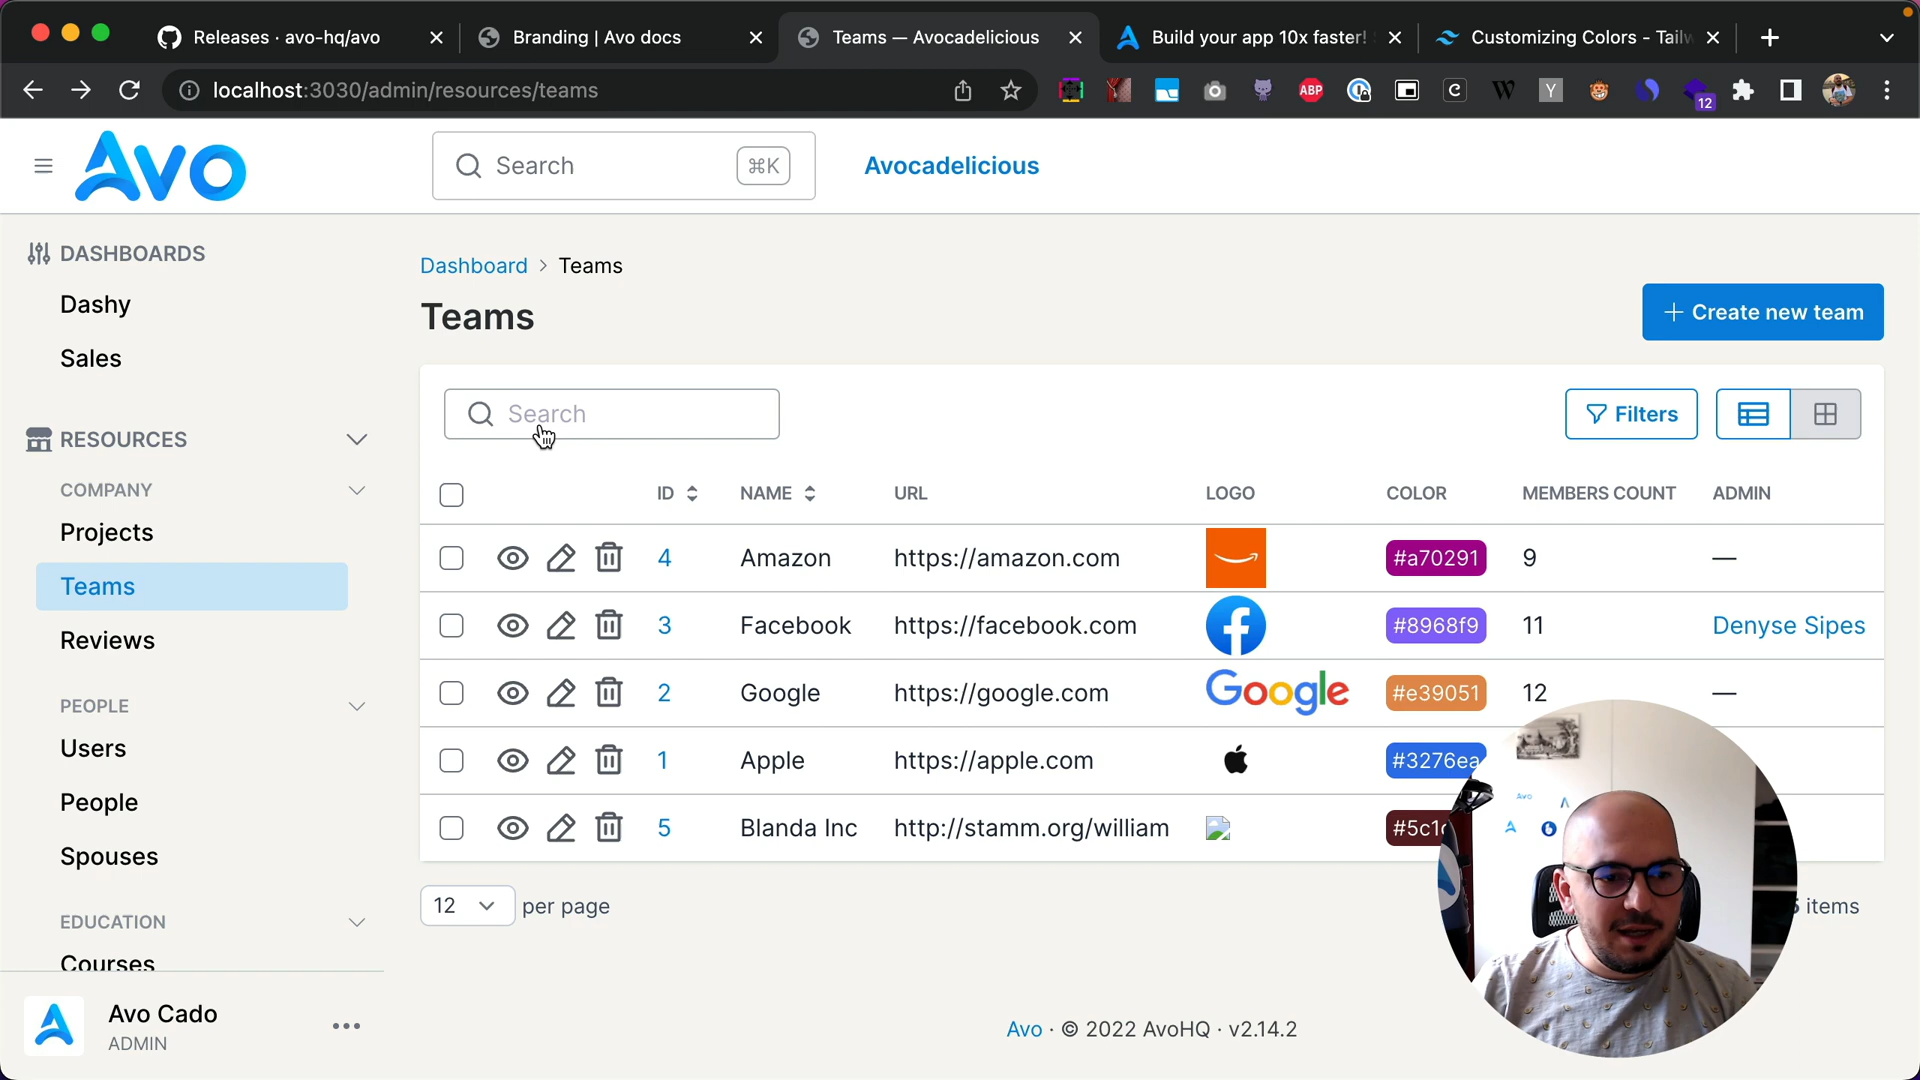 Releases · avo-hq/avo
Branding | Avo docs
Teams — Avocadelicious
Build your app 10x faster!
Customizing Colors - Tailw
localhost:3030/admin/resources/teams
ABP
C
W
Y
12
Avo
Search
⌘K
Avocadelicious
DASHBOARDS
Dashy
Sales
RESOURCES
COMPANY
Projects
Teams
Reviews
PEOPLE
Users
People
Spouses
EDUCATION
Courses
Avo Cado
ADMIN
Dashboard > Teams
Teams
+ Create new team
Search
Filters
ID NAME URL LOGO COLOR MEMBERS COUNT ADMIN
4 Amazon https://amazon.com #a70291 9 —
3 Facebook https://facebook.com #8968f9 11 Denyse Sipes
2 Google https://google.com Google #e39051 12 —
1 Apple https://apple.com #3276ea
5 Blanda Inc http://stamm.org/william #5c1
12 per page
items
Avo · © 2022 AvoHQ · v2.14.2